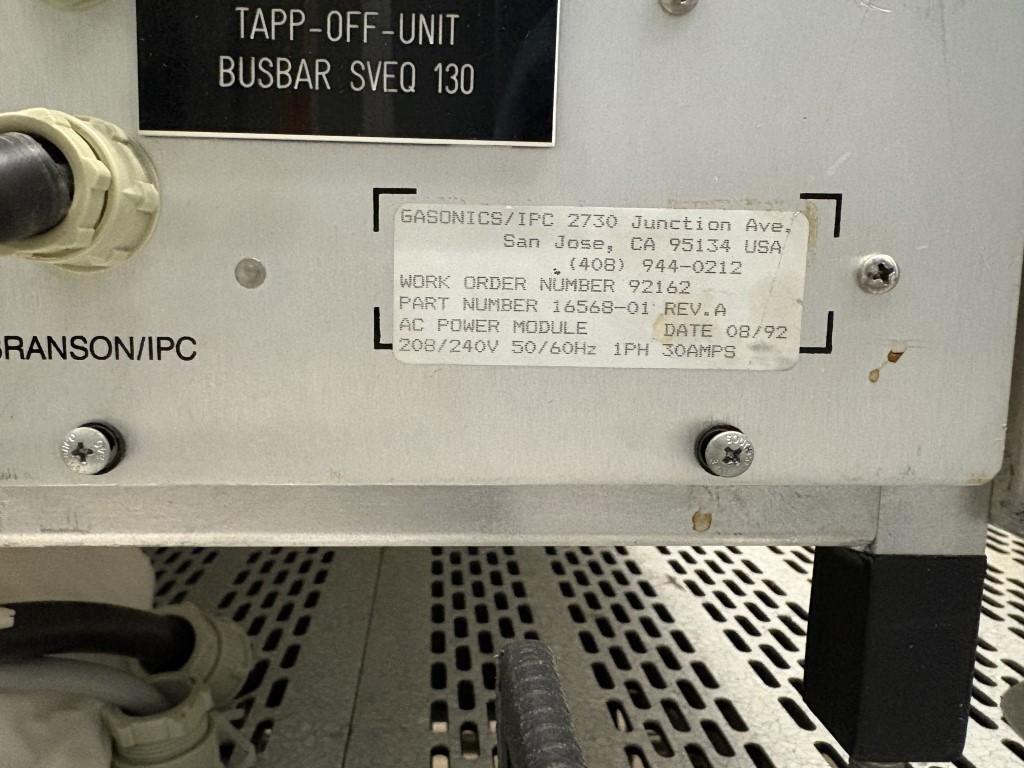 TAPP-OFF-UNIT
BUSBAR SVEQ 130
GASONICS/IPC 2730 Junction Ave,
San Jose, CA 95134 USA
(408) 944-0212
WORK ORDER NUMBER 92162
PART NUMBER 16568-01 REV.A
AC POWER MODULE DATE 08/92
208/240V 50/60Hz 1PH 30AMPS
BRANSON/IPC